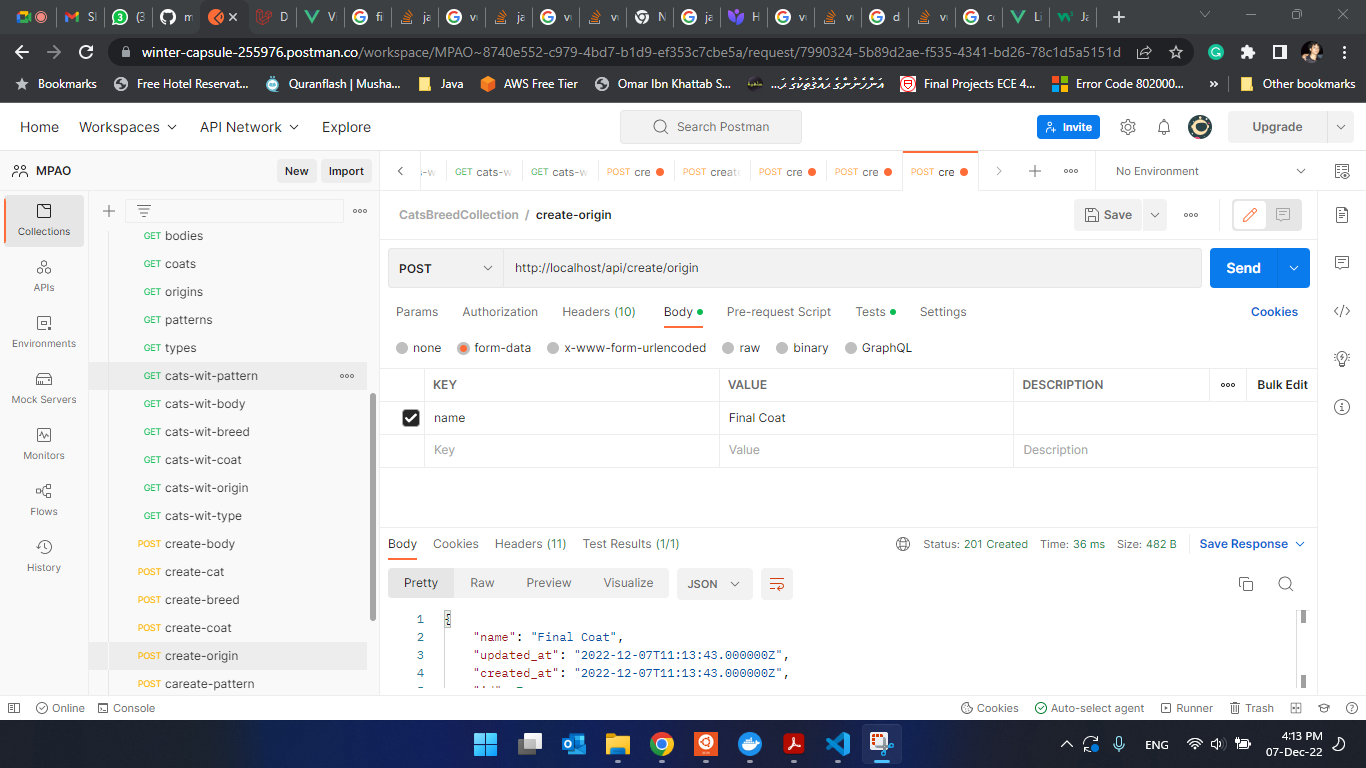 winter-capsule-255976.postman.co/workspace/MPAO~8740e552-c979-4bd7-b1d9-ef353c7cbe5a/request/7990324-5b89d2ae-f535-4341-bd26-78c1d5a5151d
Bookmarks Free Hotel Reservat... Quranflash | Musha... Java AWS Free Tier Omar Ibn Khattab S... Final Projects ECE 4... Error Code 802000... » Other bookmarks
Home Workspaces API Network Explore Search Postman Invite Upgrade
MPAO New Import
GET cats-w GET cats-w POST cre POST create POST cre POST cre POST cre No Environment
Collections
APIs
Environments
Mock Servers
Monitors
Flows
History
GET bodies
GET coats
GET origins
GET patterns
GET types
GET cats-wit-pattern
GET cats-wit-body
GET cats-wit-breed
GET cats-wit-coat
GET cats-wit-origin
GET cats-wit-type
POST create-body
POST create-cat
POST create-breed
POST create-coat
POST create-origin
POST careate-pattern
CatsBreedCollection / create-origin Save
POST http://localhost/api/create/origin Send
Params Authorization Headers (10) Body Pre-request Script Tests Settings Cookies
none form-data x-www-form-urlencoded raw binary GraphQL
KEY VALUE DESCRIPTION Bulk Edit
name Final Coat
Key Value Description
Body Cookies Headers (11) Test Results (1/1) Status: 201 Created Time: 36 ms Size: 482 B Save Response
Pretty Raw Preview Visualize JSON
1 {
2 "name": "Final Coat",
3 "updated_at": "2022-12-07T11:13:43.000000Z",
4 "created_at": "2022-12-07T11:13:43.000000Z",
Online Console Cookies Auto-select agent Runner Trash
ENG 4:13 PM
07-Dec-22